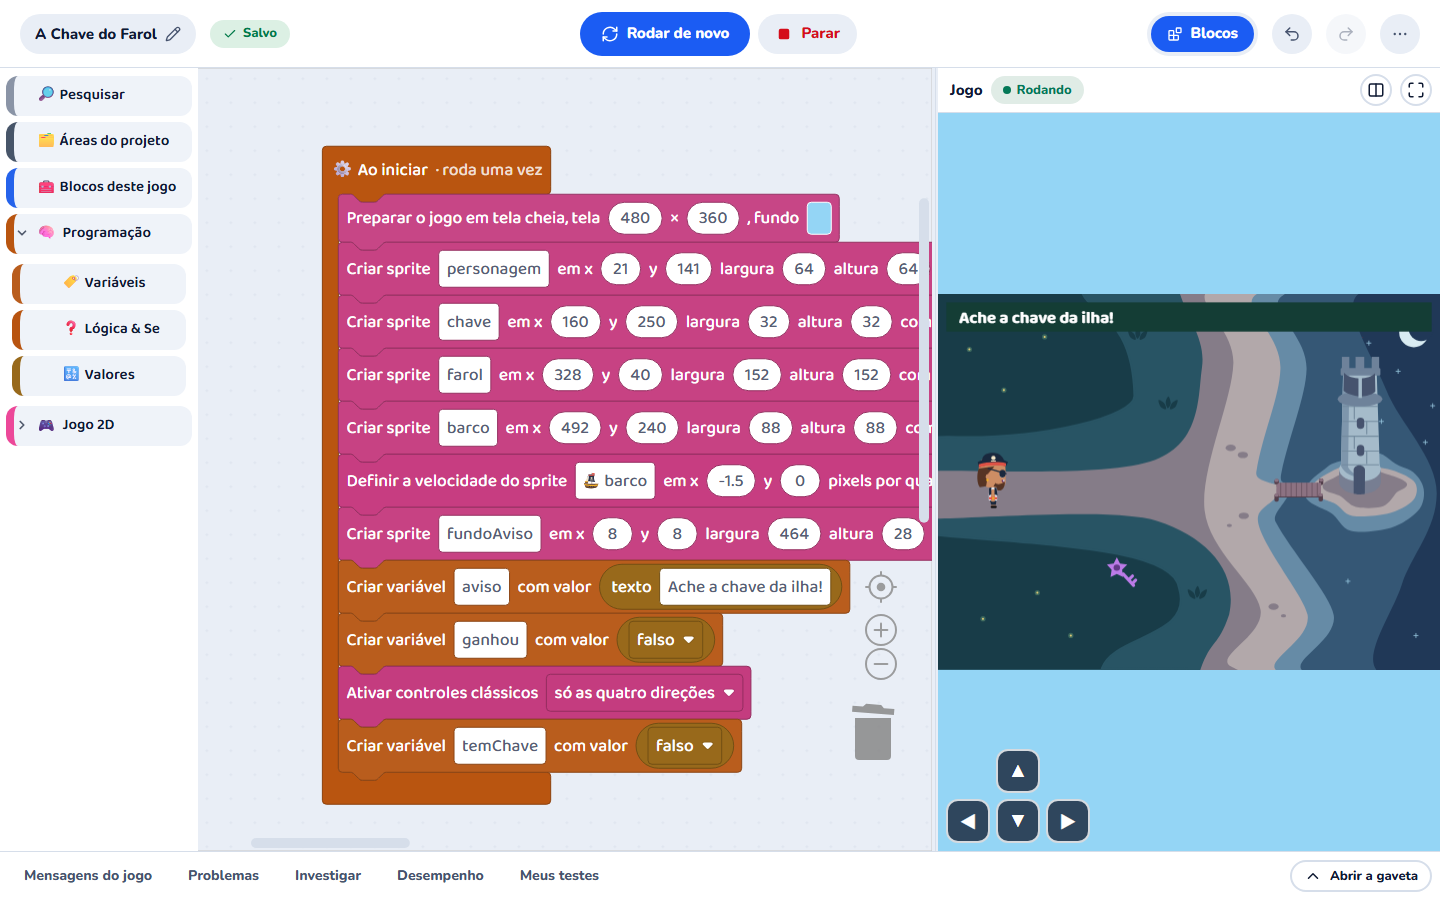 A Chave do Farol
Salvo
Rodar de novo
Parar
Blocos
Pesquisar
Áreas do projeto
Blocos deste jogo
Programação
Variáveis
Lógica & Se
Valores
Jogo 2D
Ao iniciar · roda uma vez
Preparar o jogo em tela cheia, tela 480 × 360 , fundo
Criar sprite personagem em x 21 y 141 largura 64 altura 64
Criar sprite chave em x 160 y 250 largura 32 altura 32
Criar sprite farol em x 328 y 40 largura 152 altura 152
Criar sprite barco em x 492 y 240 largura 88 altura 88
Definir a velocidade do sprite barco em x -1.5 y 0 pixels por
Criar sprite fundoAviso em x 8 y 8 largura 464 altura 28
Criar variável aviso com valor texto Ache a chave da ilha!
Criar variável ganhou com valor falso
Ativar controles clássicos só as quatro direções
Criar variável temChave com valor falso
Jogo
Rodando
Ache a chave da ilha!
Mensagens do jogo
Problemas
Investigar
Desempenho
Meus testes
Abrir a gaveta